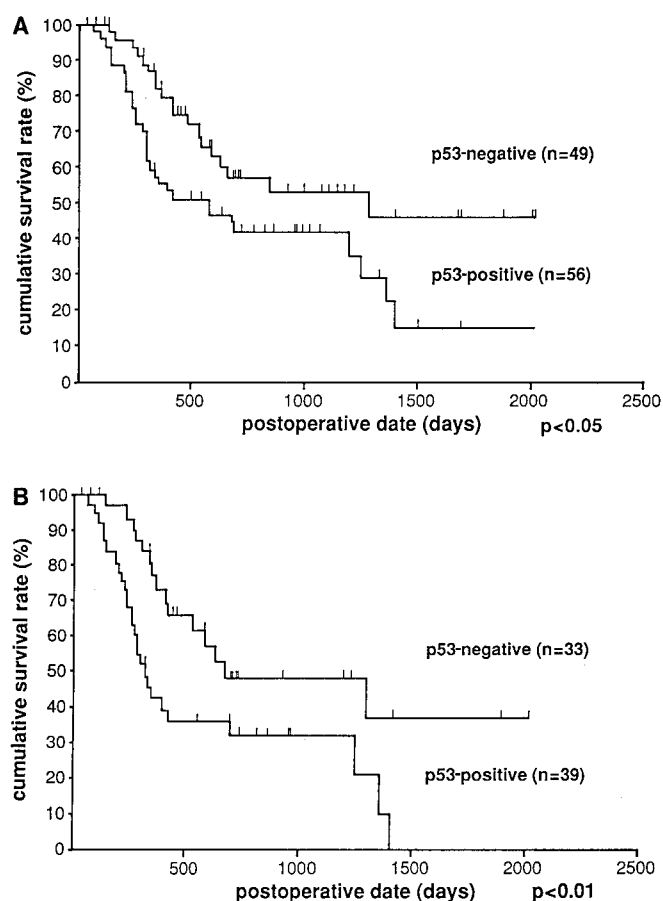 A
cumulative survival rate (%)
100
90
80
70
60
50
40
30
20
10
0
p53-negative (n=49)
p53-positive (n=56)
500
1000
1500
2000
2500
postoperative date (days)
p<0.05
B
cumulative survival rate (%)
100
90
80
70
60
50
40
30
20
10
0
p53-negative (n=33)
p53-positive (n=39)
500
1000
1500
2000
2500
postoperative date (days)
p<0.01